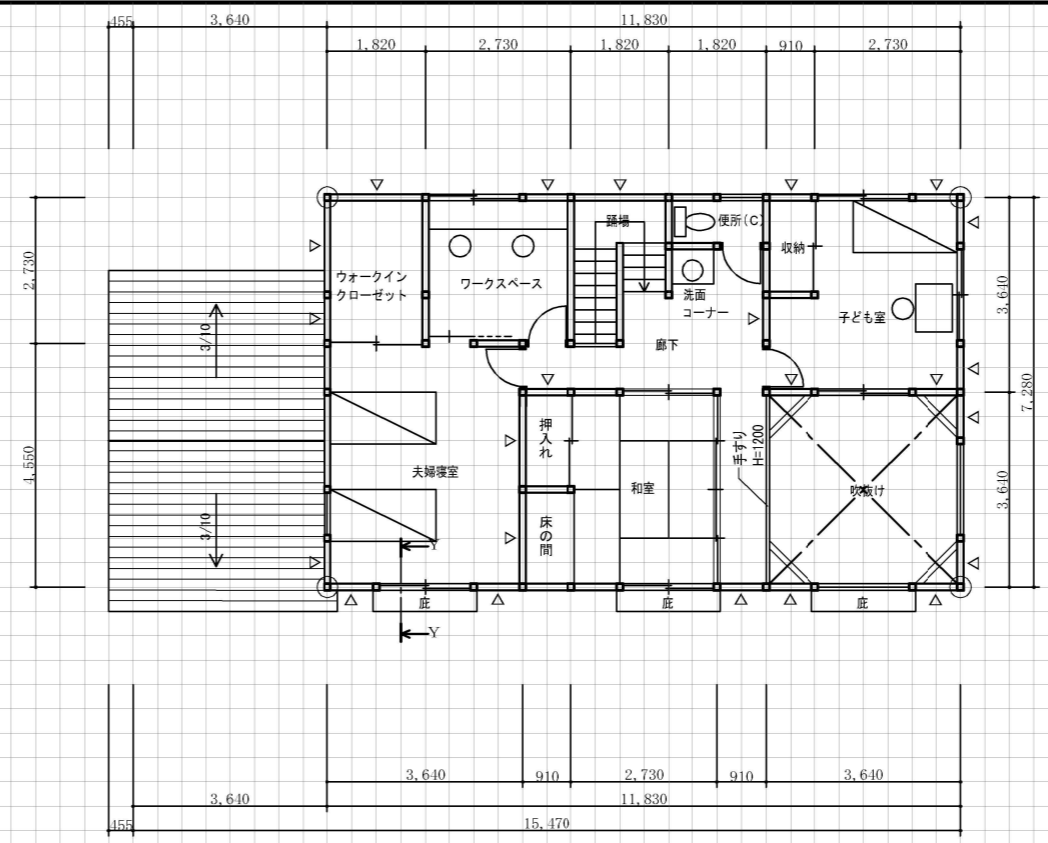 455
3,640
11,830
1,820
2,730
1,820
1,820
910
2,730
踊場
便所(C)
収納
ウォークイン
クローゼット
ワークスペース
洗面
コーナー
子ども室
廊下
2,730
4,550
3/10
3/10
3,640
7,280
3,640
押入れ
手すり
H=1200
夫婦寝室
和室
吹抜け
床の間
Y
庇
庇
庇
Y
3,640
910
2,730
910
3,640
3,640
11,830
455
15,470